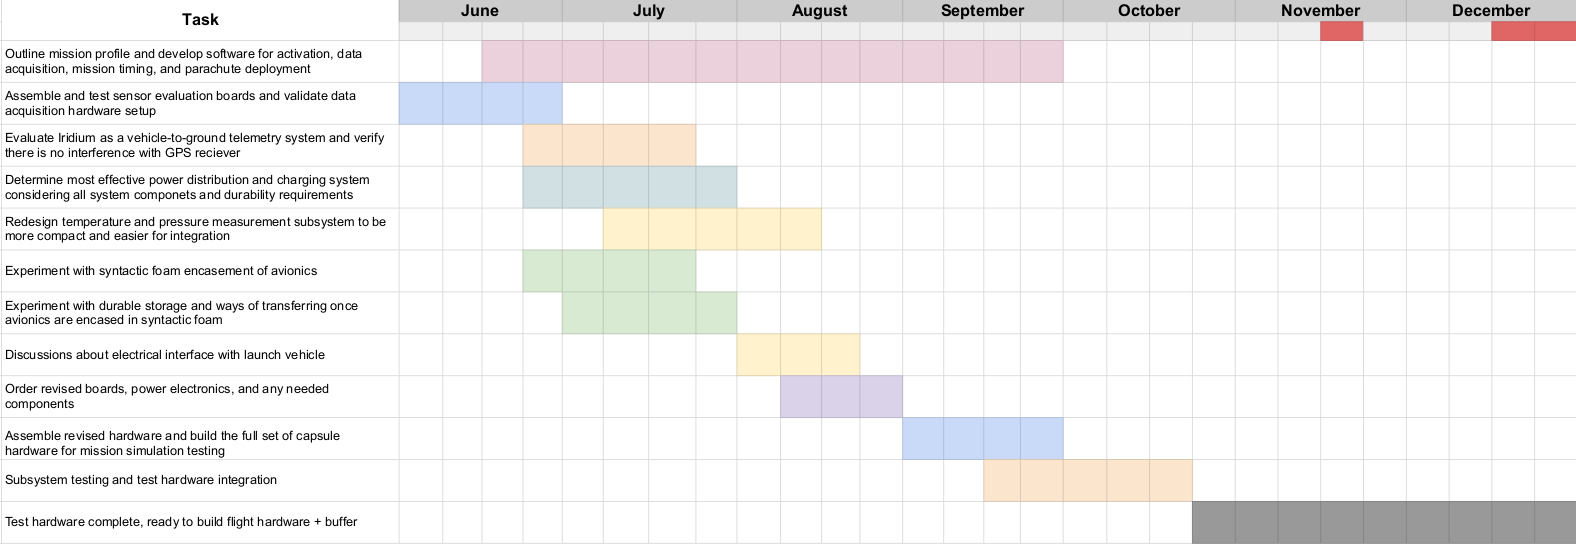 Task
June
July
August
September
October
November
December
Outline mission profile and develop software for activation, data
acquisition, mission timing, and parachute deployment
Assemble and test sensor evaluation boards and validate data
acquisition hardware setup
Evaluate Iridium as a vehicle-to-ground telemetry system and verify
there is no interference with GPS reciever
Determine most effective power distribution and charging system
considering all system componets and durability requirements
Redesign temperature and pressure measurement subsystem to be
more compact and easier for integration
Experiment with syntactic foam encasement of avionics
Experiment with durable storage and ways of transferring once
avionics are encased in syntactic foam
Discussions about electrical interface with launch vehicle
Order revised boards, power electronics, and any needed
components
Assemble revised hardware and build the full set of capsule
hardware for mission simulation testing
Subsystem testing and test hardware integration
Test hardware complete, ready to build flight hardware + buffer